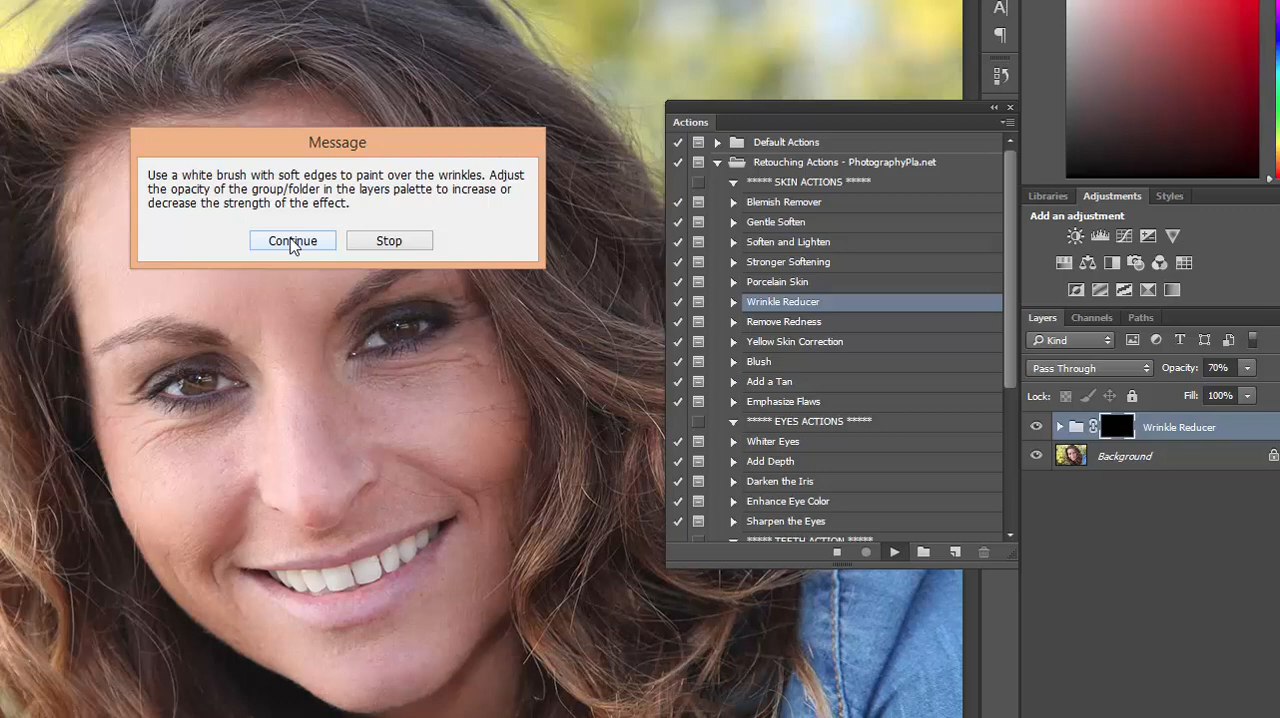 Message
Use a white brush with soft edges to paint over the wrinkles. Adjust
the opacity of the group/folder in the layers palette to increase or
decrease the strength of the effect.
Continue
Stop
Actions
Default Actions
Retouching Actions - PhotographyPla.net
***** SKIN ACTIONS *****
Blemish Remover
Gentle Soften
Soften and Lighten
Stronger Softening
Porcelain Skin
Wrinkle Reducer
Remove Redness
Yellow Skin Correction
Blush
Add a Tan
Emphasize Flaws
***** EYES ACTIONS *****
Whiter Eyes
Add Depth
Darken the Iris
Enhance Eye Color
Sharpen the Eyes
***** TEETH ACTION *****
A
Libraries Adjustments Styles
Add an adjustment
Layers Channels Paths
Kind
Pass Through Opacity: 70%
Lock: Fill: 100%
Wrinkle Reducer
Background